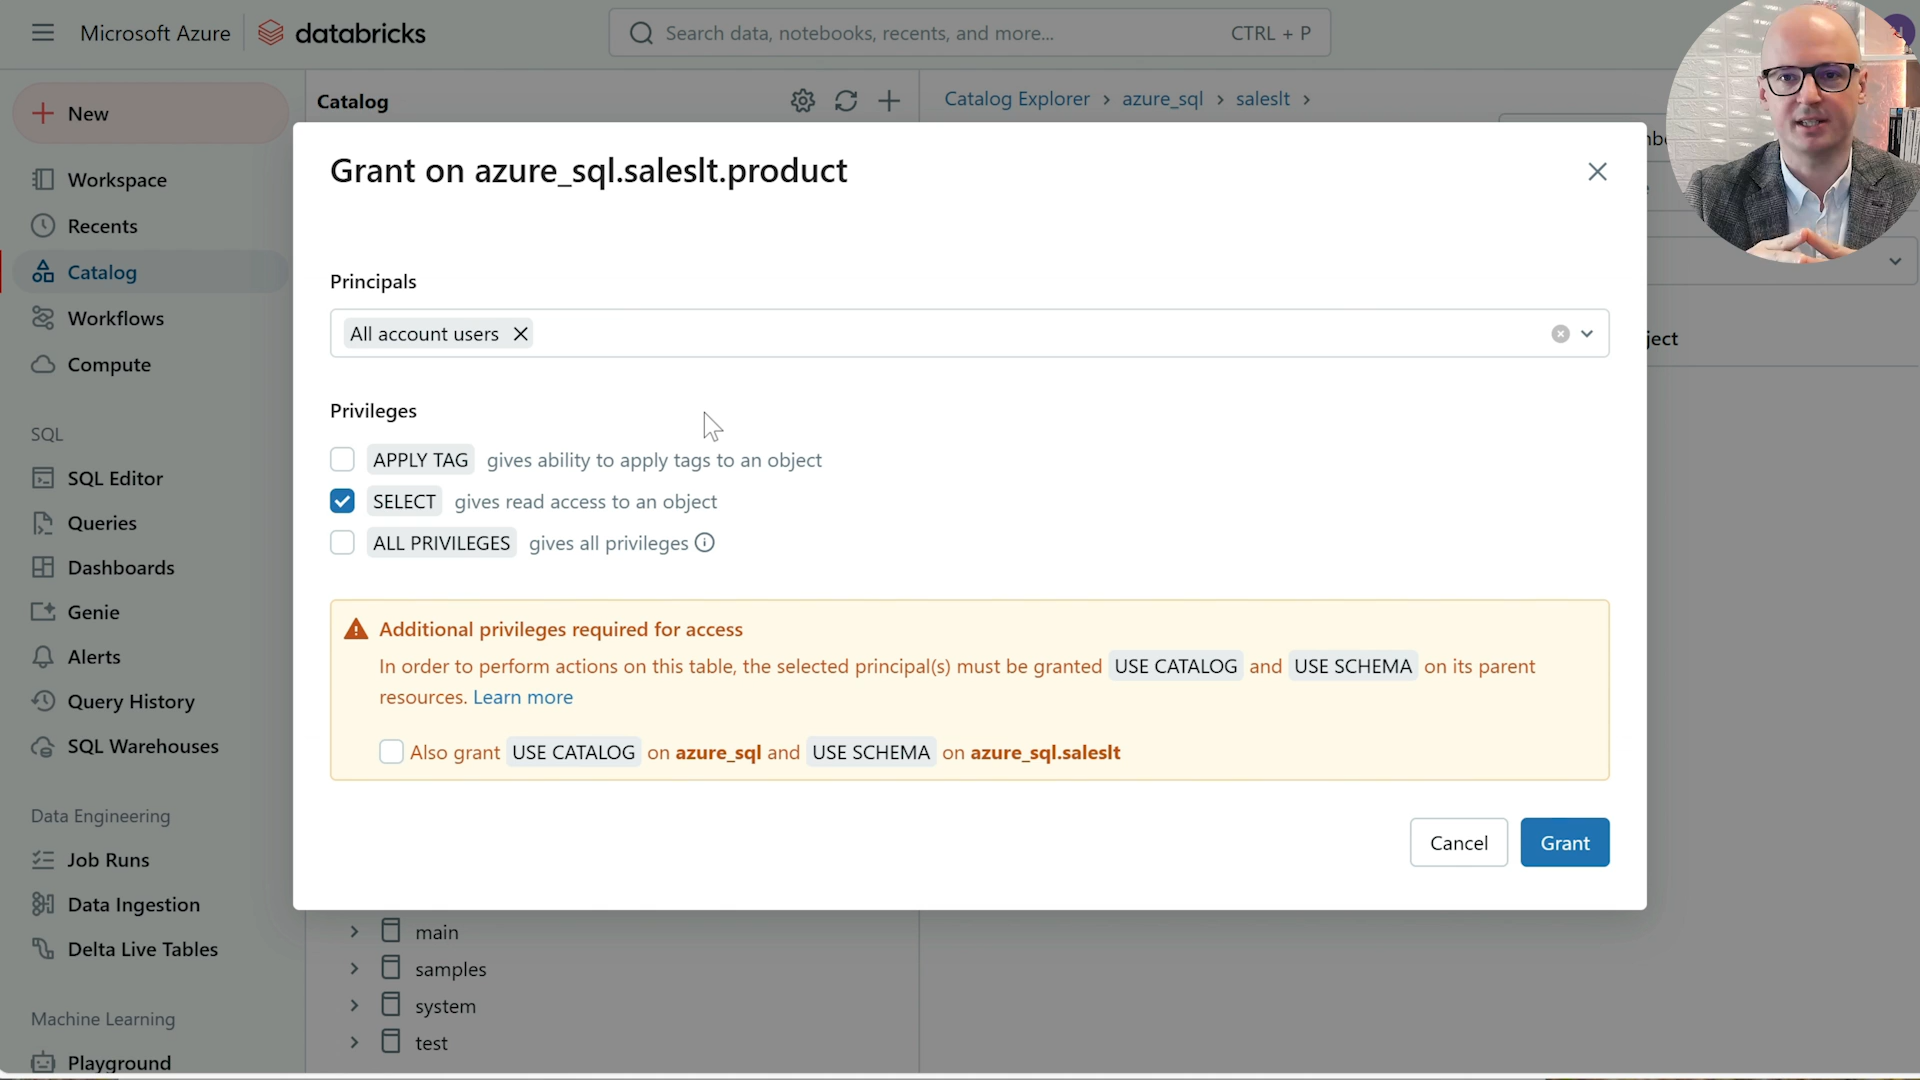 Microsoft Azure
databricks
Search data, notebooks, recents, and more...
CTRL + P
New
Workspace
Recents
Catalog
Workflows
Compute
SQL
SQL Editor
Queries
Dashboards
Genie
Alerts
Query History
SQL Warehouses
Data Engineering
Job Runs
Data Ingestion
Delta Live Tables
Machine Learning
Playground
Catalog
Catalog Explorer > azure_sql > saleslt >
Grant on azure_sql.saleslt.product
Principals
All account users
Privileges
APPLY TAG gives ability to apply tags to an object
SELECT gives read access to an object
ALL PRIVILEGES gives all privileges
Additional privileges required for access
In order to perform actions on this table, the selected principal(s) must be granted USE CATALOG and USE SCHEMA on its parent
resources. Learn more
Also grant USE CATALOG on azure_sql and USE SCHEMA on azure_sql.saleslt
Cancel
Grant
main
samples
system
test